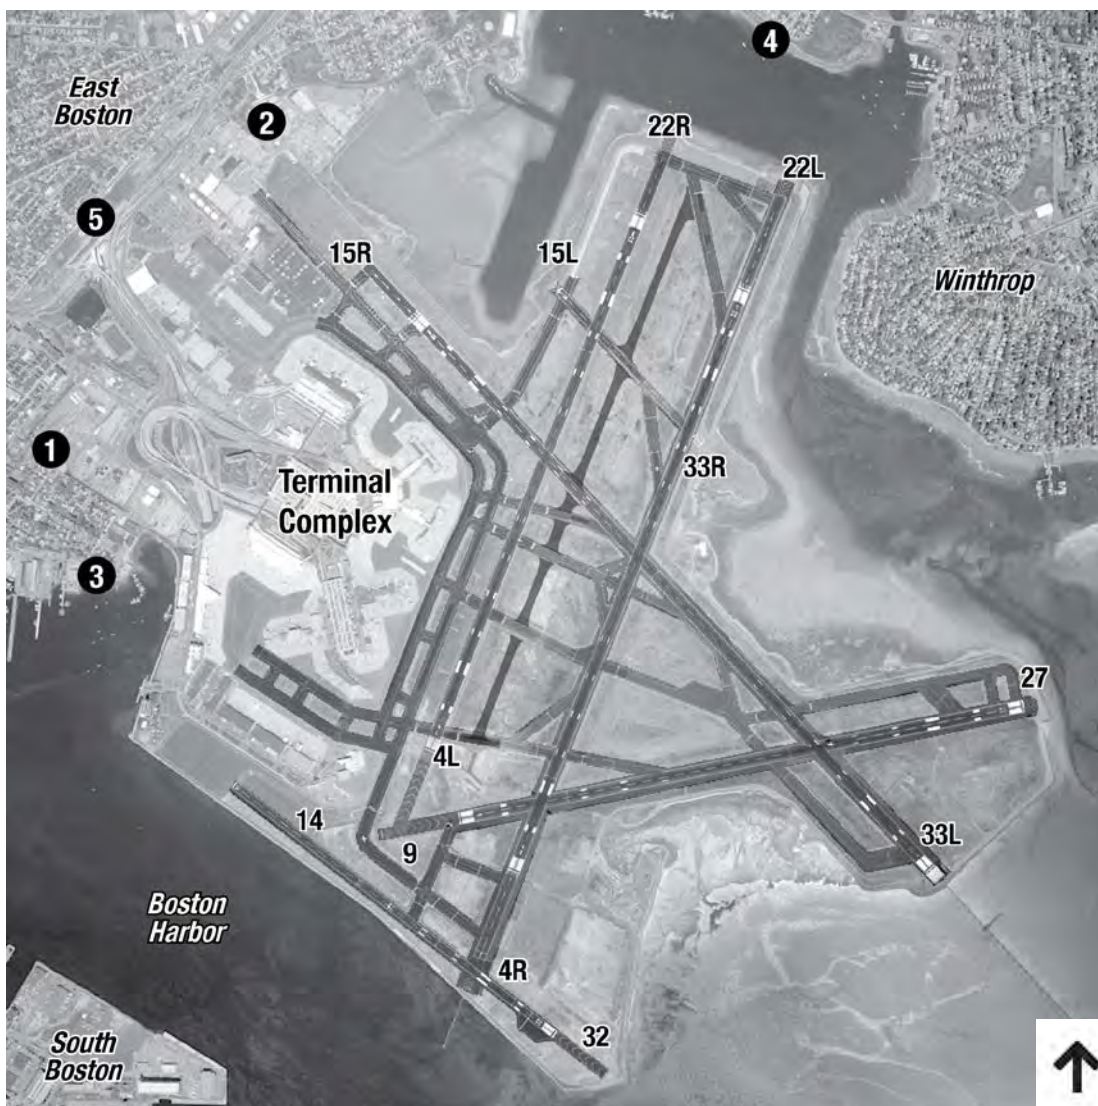 4
East
Boston
2
22R
22L
5
15R
15L
Winthrop
1
Terminal
Complex
33R
3
27
4L
14
9
33L
Boston
Harbor
4R
32
South
Boston